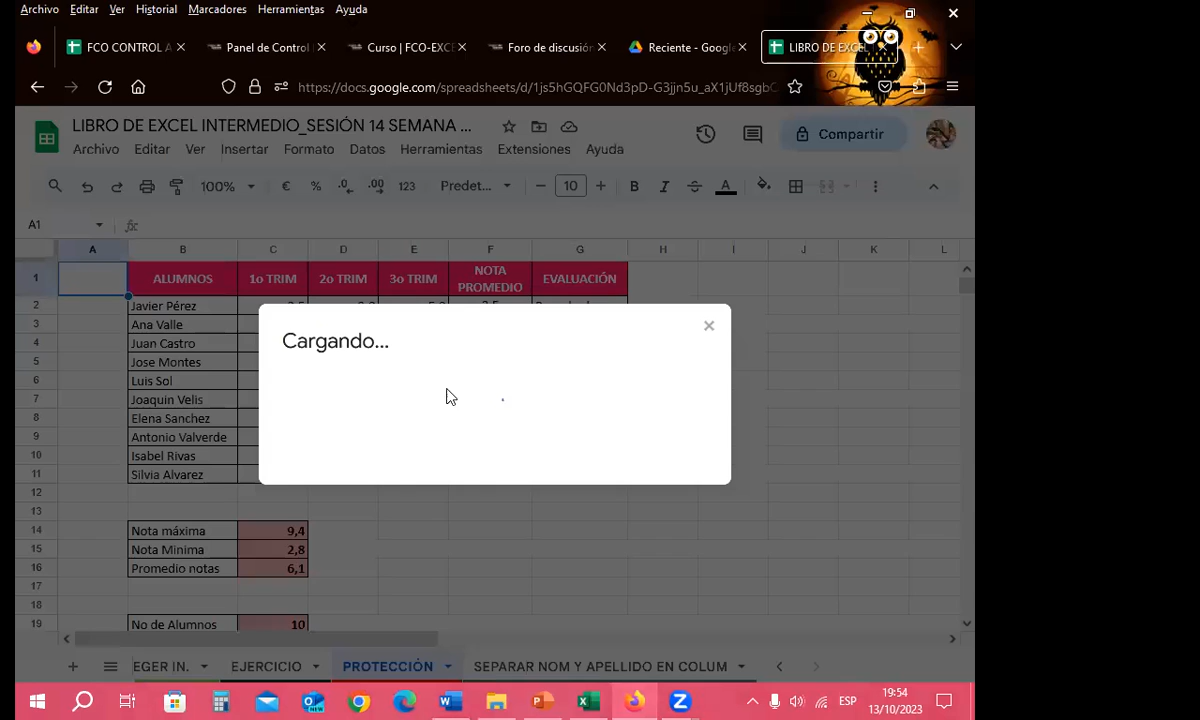 Archivo Editar Ver Historial Marcadores Herramientas Ayuda
FCO CONTROL A Panel de Control Curso | FCO-EXCE Foro de discusión Reciente - Google LIBRO DE EXCEL
https://docs.google.com/spreadsheets/d/1js5hGQFG0Nd3pD-G3jjn5u_aX1jUf8sgbC
LIBRO DE EXCEL INTERMEDIO_SESIÓN 14 SEMANA ...
Compartir
Archivo Editar Ver Insertar Formato Datos Herramientas Extensiones Ayuda
100% € % .0 .00 123 Predet... 10 B I A
A1 fx
A B C D E F G H I J K L
1 ALUMNOS 1o TRIM 2o TRIM 3o TRIM NOTA PROMEDIO EVALUACIÓN
2 Javier Pérez
3 Ana Valle
4 Juan Castro
5 Jose Montes
6 Luis Sol
7 Joaquin Velis
8 Elena Sanchez
9 Antonio Valverde
10 Isabel Rivas
11 Silvia Alvarez
Cargando...
12
13
14 Nota máxima 9,4
15 Nota Minima 2,8
16 Promedio notas 6,1
17
18
19 No de Alumnos 10
EGER IN. EJERCICIO PROTECCIÓN SEPARAR NOM Y APELLIDO EN COLUM
ESP
19:54
13/10/2023